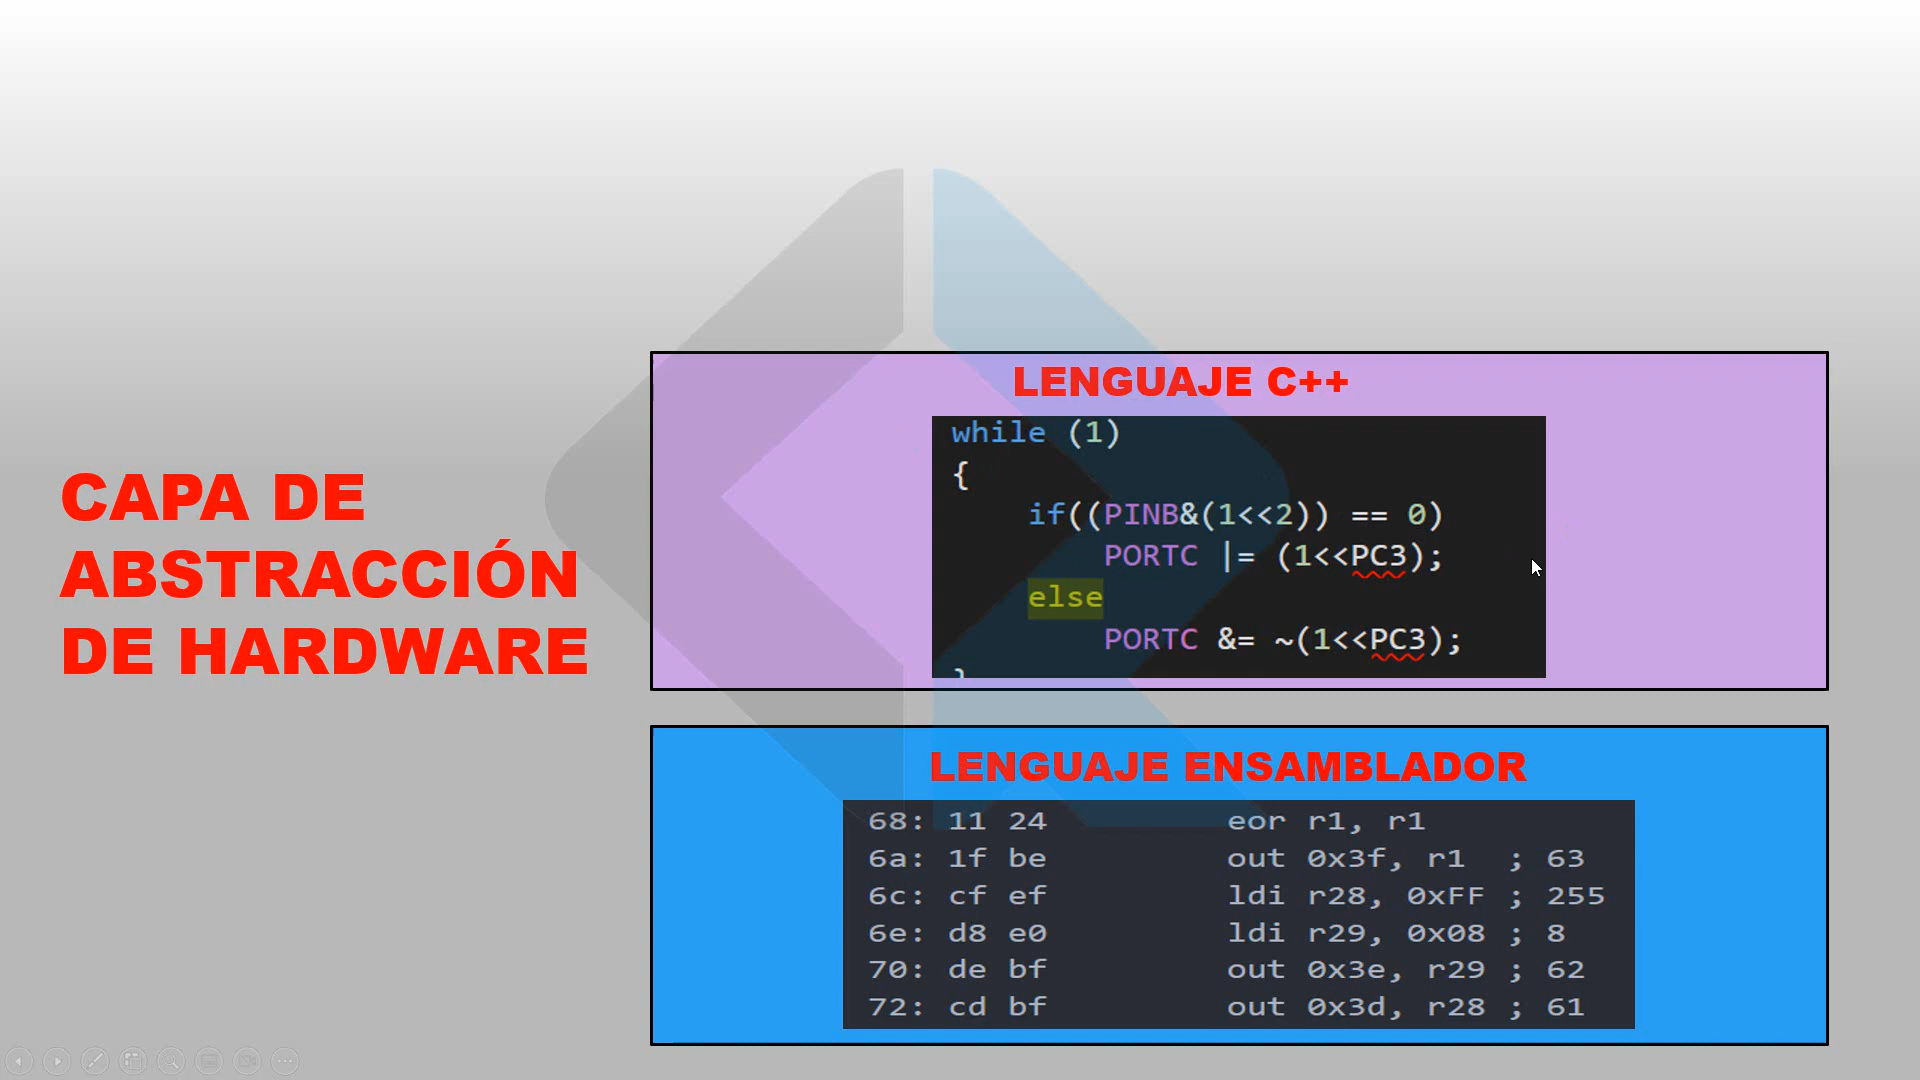 CAPA DE
ABSTRACCIÓN
DE HARDWARE
LENGUAJE C++
while (1)
{
if((PINB&(1<<2)) == 0)
PORTC |= (1<<PC3);
else
PORTC &= ~(1<<PC3);
}
LENGUAJE ENSAMBLADOR
68: 11 24 eor r1, r1
6a: 1f be out 0x3f, r1 ; 63
6c: cf ef ldi r28, 0xFF ; 255
6e: d8 e0 ldi r29, 0x08 ; 8
70: de bf out 0x3e, r29 ; 62
72: cd bf out 0x3d, r28 ; 61